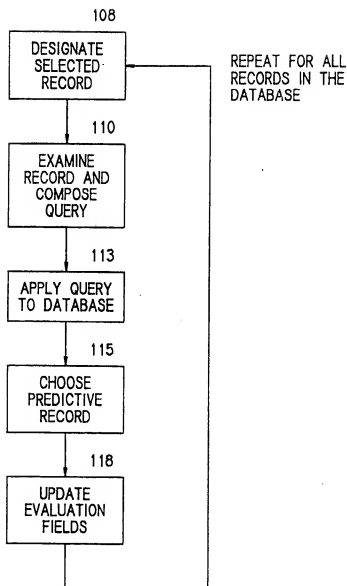 108
DESIGNATE
SELECTED
RECORD
REPEAT FOR ALL
RECORDS IN THE
DATABASE
110
EXAMINE
RECORD AND
COMPOSE
QUERY
113
APPLY QUERY
TO DATABASE
115
CHOOSE
PREDICTIVE
RECORD
118
UPDATE
EVALUATION
FIELDS